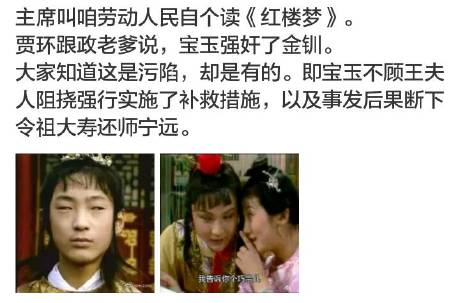 主席叫咱劳动人民自个读《红楼梦》。
贾环跟政老爹说，宝玉强奸了金钏。
大家知道这是污陷，却是有的。即宝玉不顾王夫
人阻挠强行实施了补救措施，以及事发后果断下
令祖大寿还师宁远。
我告诉你个巧宗儿